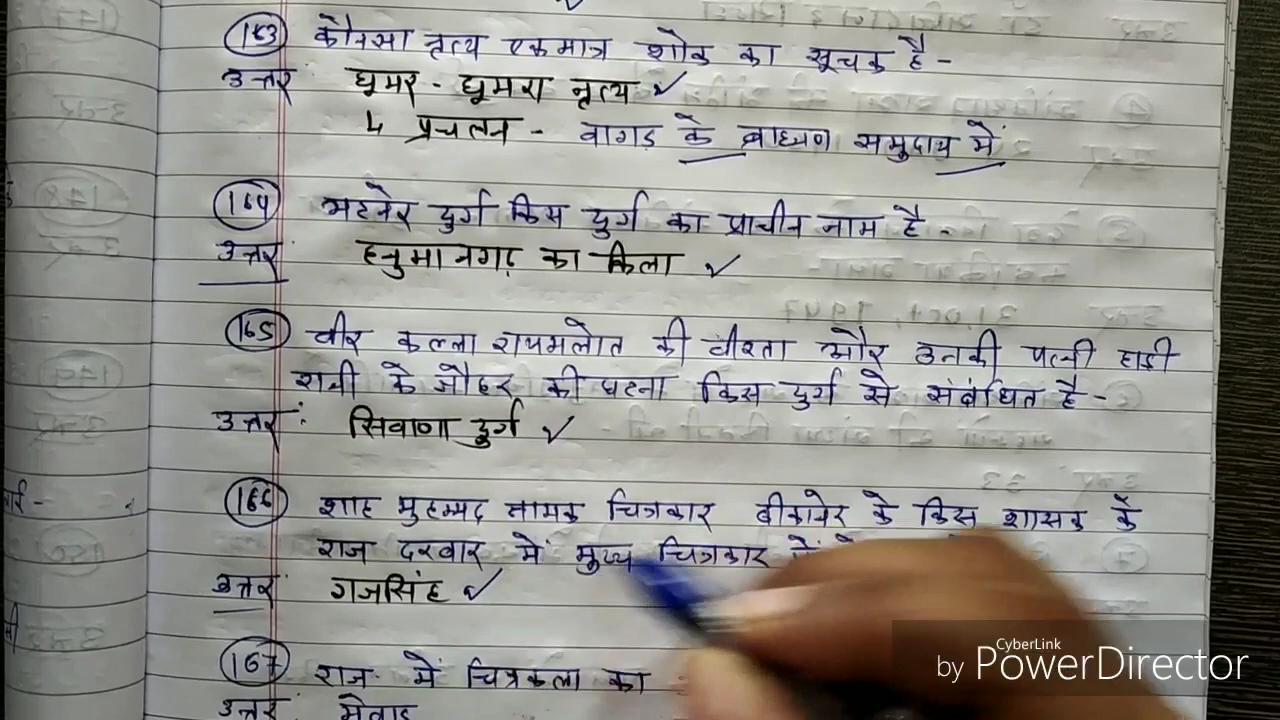 163 कौनसा नृत्य एकमात्र शोक का सूचक है -
उत्तर घूमर - घूमरा नृत्य ✓
↳ प्रचलन - वागड़ के ब्राह्मण समुदाय में
164 भटनेर दुर्ग किस दुर्ग का प्राचीन नाम है -
उत्तर हनुमानगढ़ का किला ✓
165 वीर कल्ला रायमलोत की वीरता और उनकी पत्नी हाडी
रानी के जौहर की घटना किस दुर्ग से संबंधित है -
उत्तर: सिवाणा दुर्ग ✓
166 शाह मुहम्मद नामक चित्रकार बीकानेर के किस शासक के
राज दरबार में मुख्य चित्रकार
उत्तर गजसिंह ✓
167 राज. में चित्रकला का
उत्तर मेवाड़
CyberLink
by PowerDirector